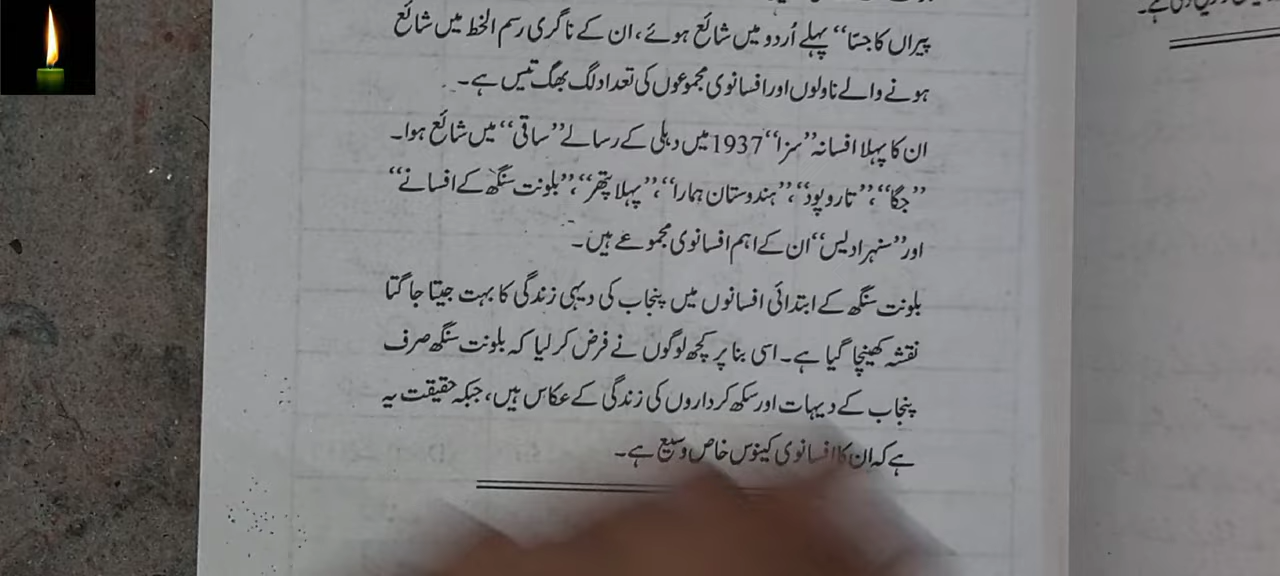 پیراں کا جسّا‘‘ پہلے اُردو میں شائع ہوئے، ان کے ناگری رسم الخط میں شائع
ہونے والے ناولوں اور افسانوی مجموعوں کی تعداد لگ بھگ تیس ہے۔
ان کا پہلا افسانہ ’’سزا‘‘ 1937 میں دہلی کے رسالے ’’ساقی‘‘ میں شائع ہوا۔
’’جگا‘‘، ’’تاروپود‘‘، ’’ہندوستان ہمارا‘‘، ’’پہلا پتھر‘‘، ’’بلونت سنگھ کے افسانے‘‘
اور ’’سنہرا دیس‘‘ ان کے اہم افسانوی مجموعے ہیں۔
بلونت سنگھ کے ابتدائی افسانوں میں پنجاب کی دیہی زندگی کا بہت جیتا جاگتا
نقشہ کھینچا گیا ہے۔ اسی بنا پر کچھ لوگوں نے فرض کر لیا کہ بلونت سنگھ صرف
پنجاب کے دیہات اور سکھ کرداروں کی زندگی کے عکاس ہیں، جبکہ حقیقت یہ
ہے کہ ان کا افسانوی کینوس خاص وسیع ہے۔